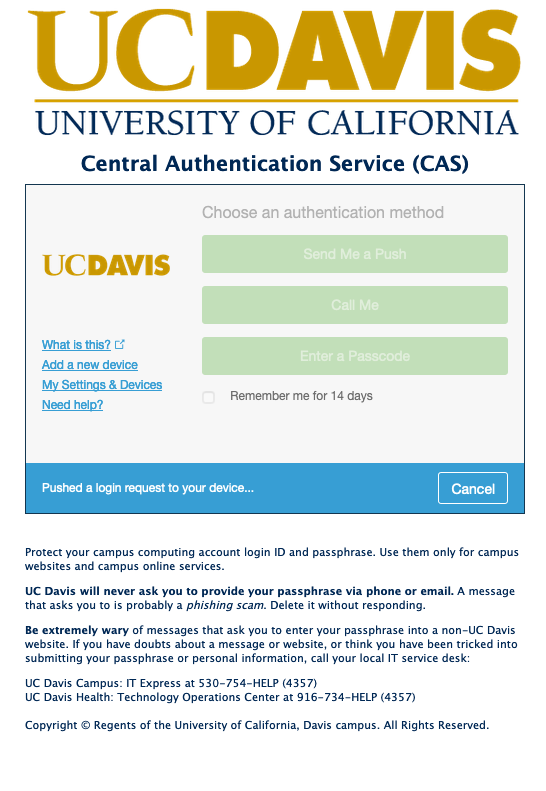 UC DAVIS
UNIVERSITY OF CALIFORNIA
Central Authentication Service (CAS)
Choose an authentication method
UC DAVIS
Send Me a Push
Call Me
Enter a Passcode
What is this?
Add a new device
My Settings & Devices
Need help?
Remember me for 14 days
Pushed a login request to your device...
Cancel
Protect your campus computing account login ID and passphrase. Use them only for campus
websites and campus online services.
UC Davis will never ask you to provide your passphrase via phone or email. A message
that asks you to is probably a phishing scam. Delete it without responding.
Be extremely wary of messages that ask you to enter your passphrase into a non-UC Davis
website. If you have doubts about a message or website, or think you have been tricked into
submitting your passphrase or personal information, call your local IT service desk:
UC Davis Campus: IT Express at 530-754-HELP (4357)
UC Davis Health: Technology Operations Center at 916-734-HELP (4357)
Copyright © Regents of the University of California, Davis campus. All Rights Reserved.